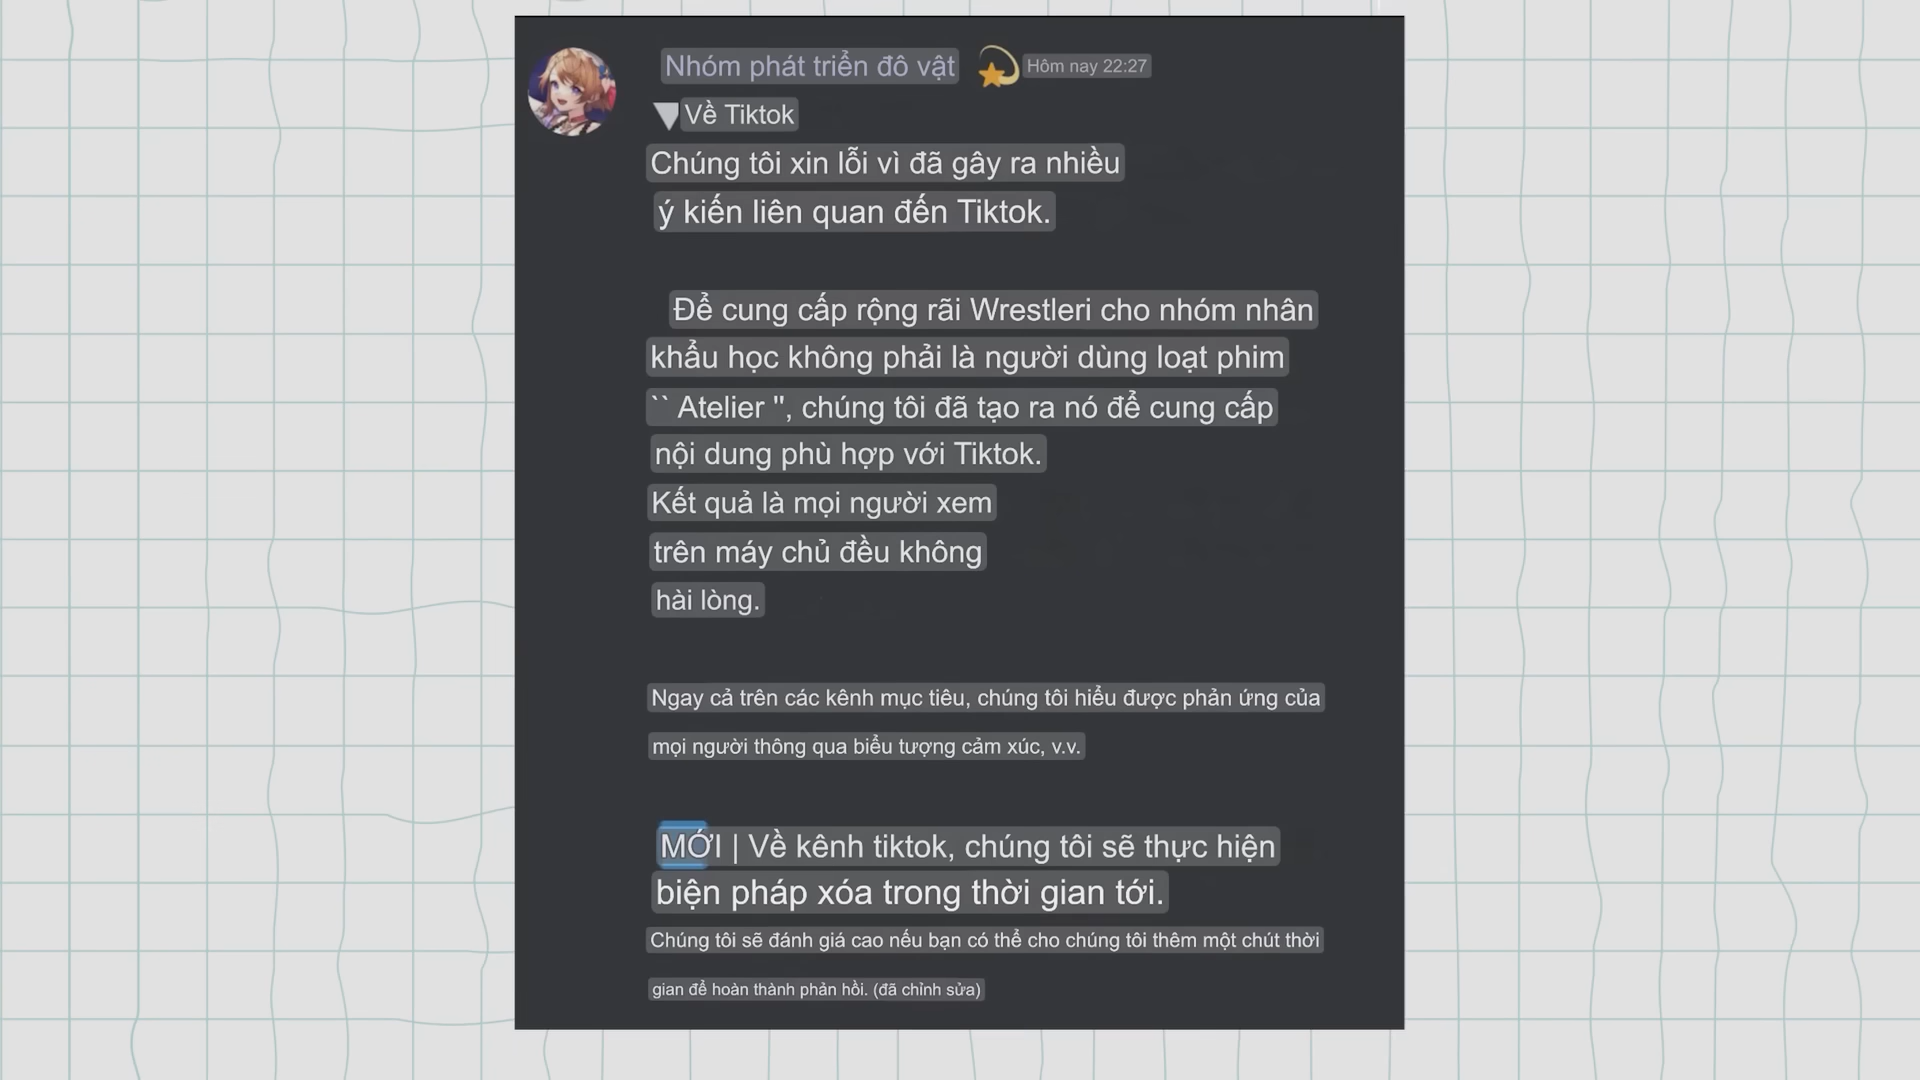 Nhóm phát triển đô vật Hôm nay 22:27
Về Tiktok
Chúng tôi xin lỗi vì đã gây ra nhiều
ý kiến liên quan đến Tiktok.
Để cung cấp rộng rãi Wrestleri cho nhóm nhân
khẩu học không phải là người dùng loạt phim
`` Atelier '', chúng tôi đã tạo ra nó để cung cấp
nội dung phù hợp với Tiktok.
Kết quả là mọi người xem
trên máy chủ đều không
hài lòng.
Ngay cả trên các kênh mục tiêu, chúng tôi hiểu được phản ứng của
mọi người thông qua biểu tượng cảm xúc, v.v.
MỚI | Về kênh tiktok, chúng tôi sẽ thực hiện
biện pháp xóa trong thời gian tới.
Chúng tôi sẽ đánh giá cao nếu bạn có thể cho chúng tôi thêm một chút thời
gian để hoàn thành phản hồi. (đã chỉnh sửa)